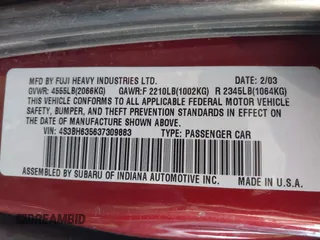 MFD BY FUJI HEAVY INDUSTRIES LTD. DATE: 2/03
GVWR: 4555LB(2066KG) GAWR:F 2210LB(1002KG) R 2345LB(1064KG)
THIS VEHICLE CONFORMS TO ALL APPLICABLE FEDERAL MOTOR VEHICLE
SAFETY, BUMPER, AND THEFT PREVENTION STANDARDS IN EFFECT ON THE
DATE OF MANUFACTURE SHOWN ABOVE.
VIN: 4S3BH635637309883 TYPE: PASSENGER CAR
ASSEMBLED BY SUBARU OF INDIANA AUTOMOTIVE INC. MADE IN U.S.A.
DREAMBID